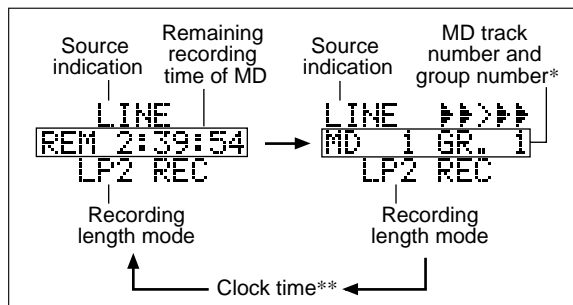 Source
indication
Remaining
recording
time of MD
LINE
REM 2:39:54
LP2 REC
Recording
length mode
Source
indication
MD track
number and
group number*
LINE
MD 1 GR. 1
LP2 REC
Recording
length mode
Clock time**